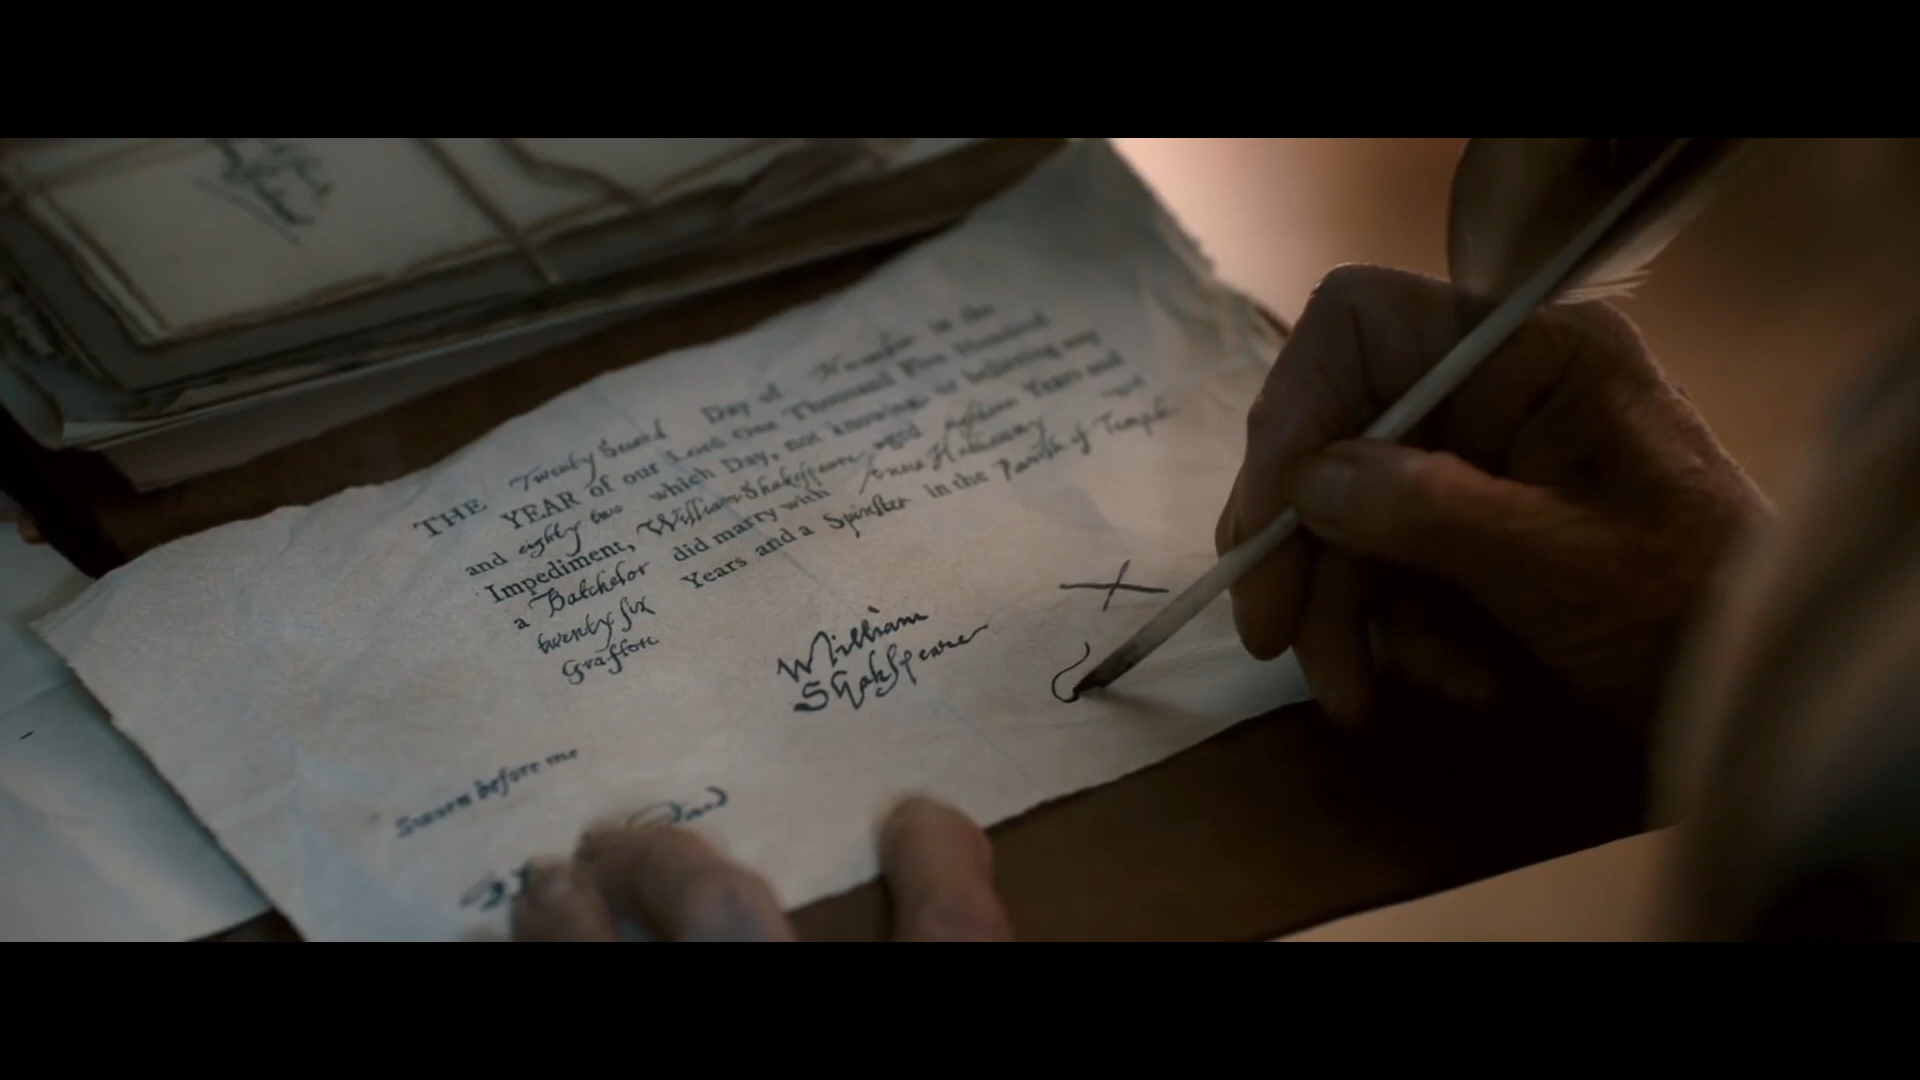 THE Twenty Second Day of November in the
YEAR of our Lord One Thousand Five Hundred
and eighty two which Day, not knowing or believing any
Impediment, William Shakespeare aged eighteen Years and
a Batchelor did marry with Anne Hathaway and
twenty six Years and a Spinster in the Parish of Temple
Grafton
William
Shakspeare
X
Sworn before me